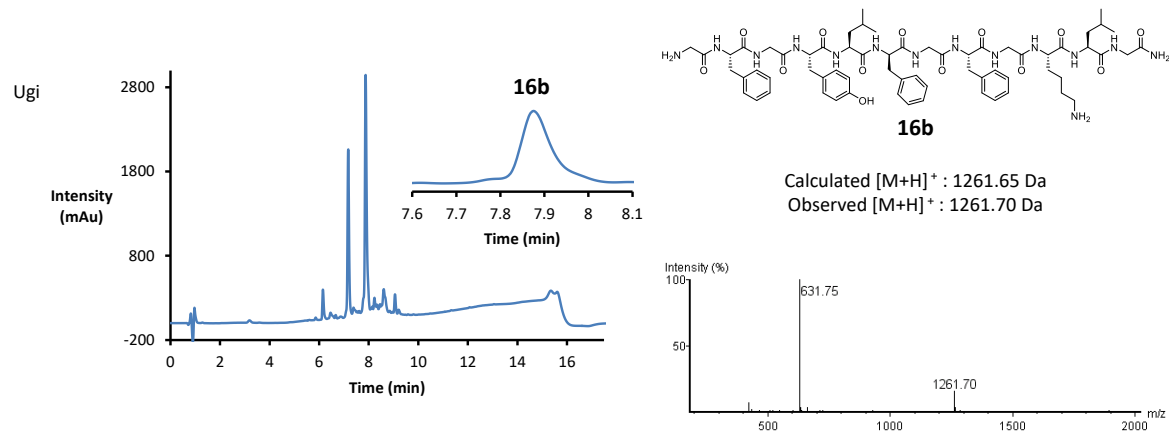 Ugi
Intensity
(mAu)
2800
1800
800
-200
0 2 4 6 8 10 12 14 16
Time (min)
16b
7.6 7.7 7.8 7.9 8 8.1
Time (min)
H₂N O H N O N H O H N O N H O H N O N H O H N O N H O H N O N H O H N O NH₂
OH
NH₂
16b
Calculated [M+H]⁺ : 1261.65 Da
Observed [M+H]⁺ : 1261.70 Da
Intensity (%)
100
50
631.75
1261.70
500 1000 1500 2000
m/z